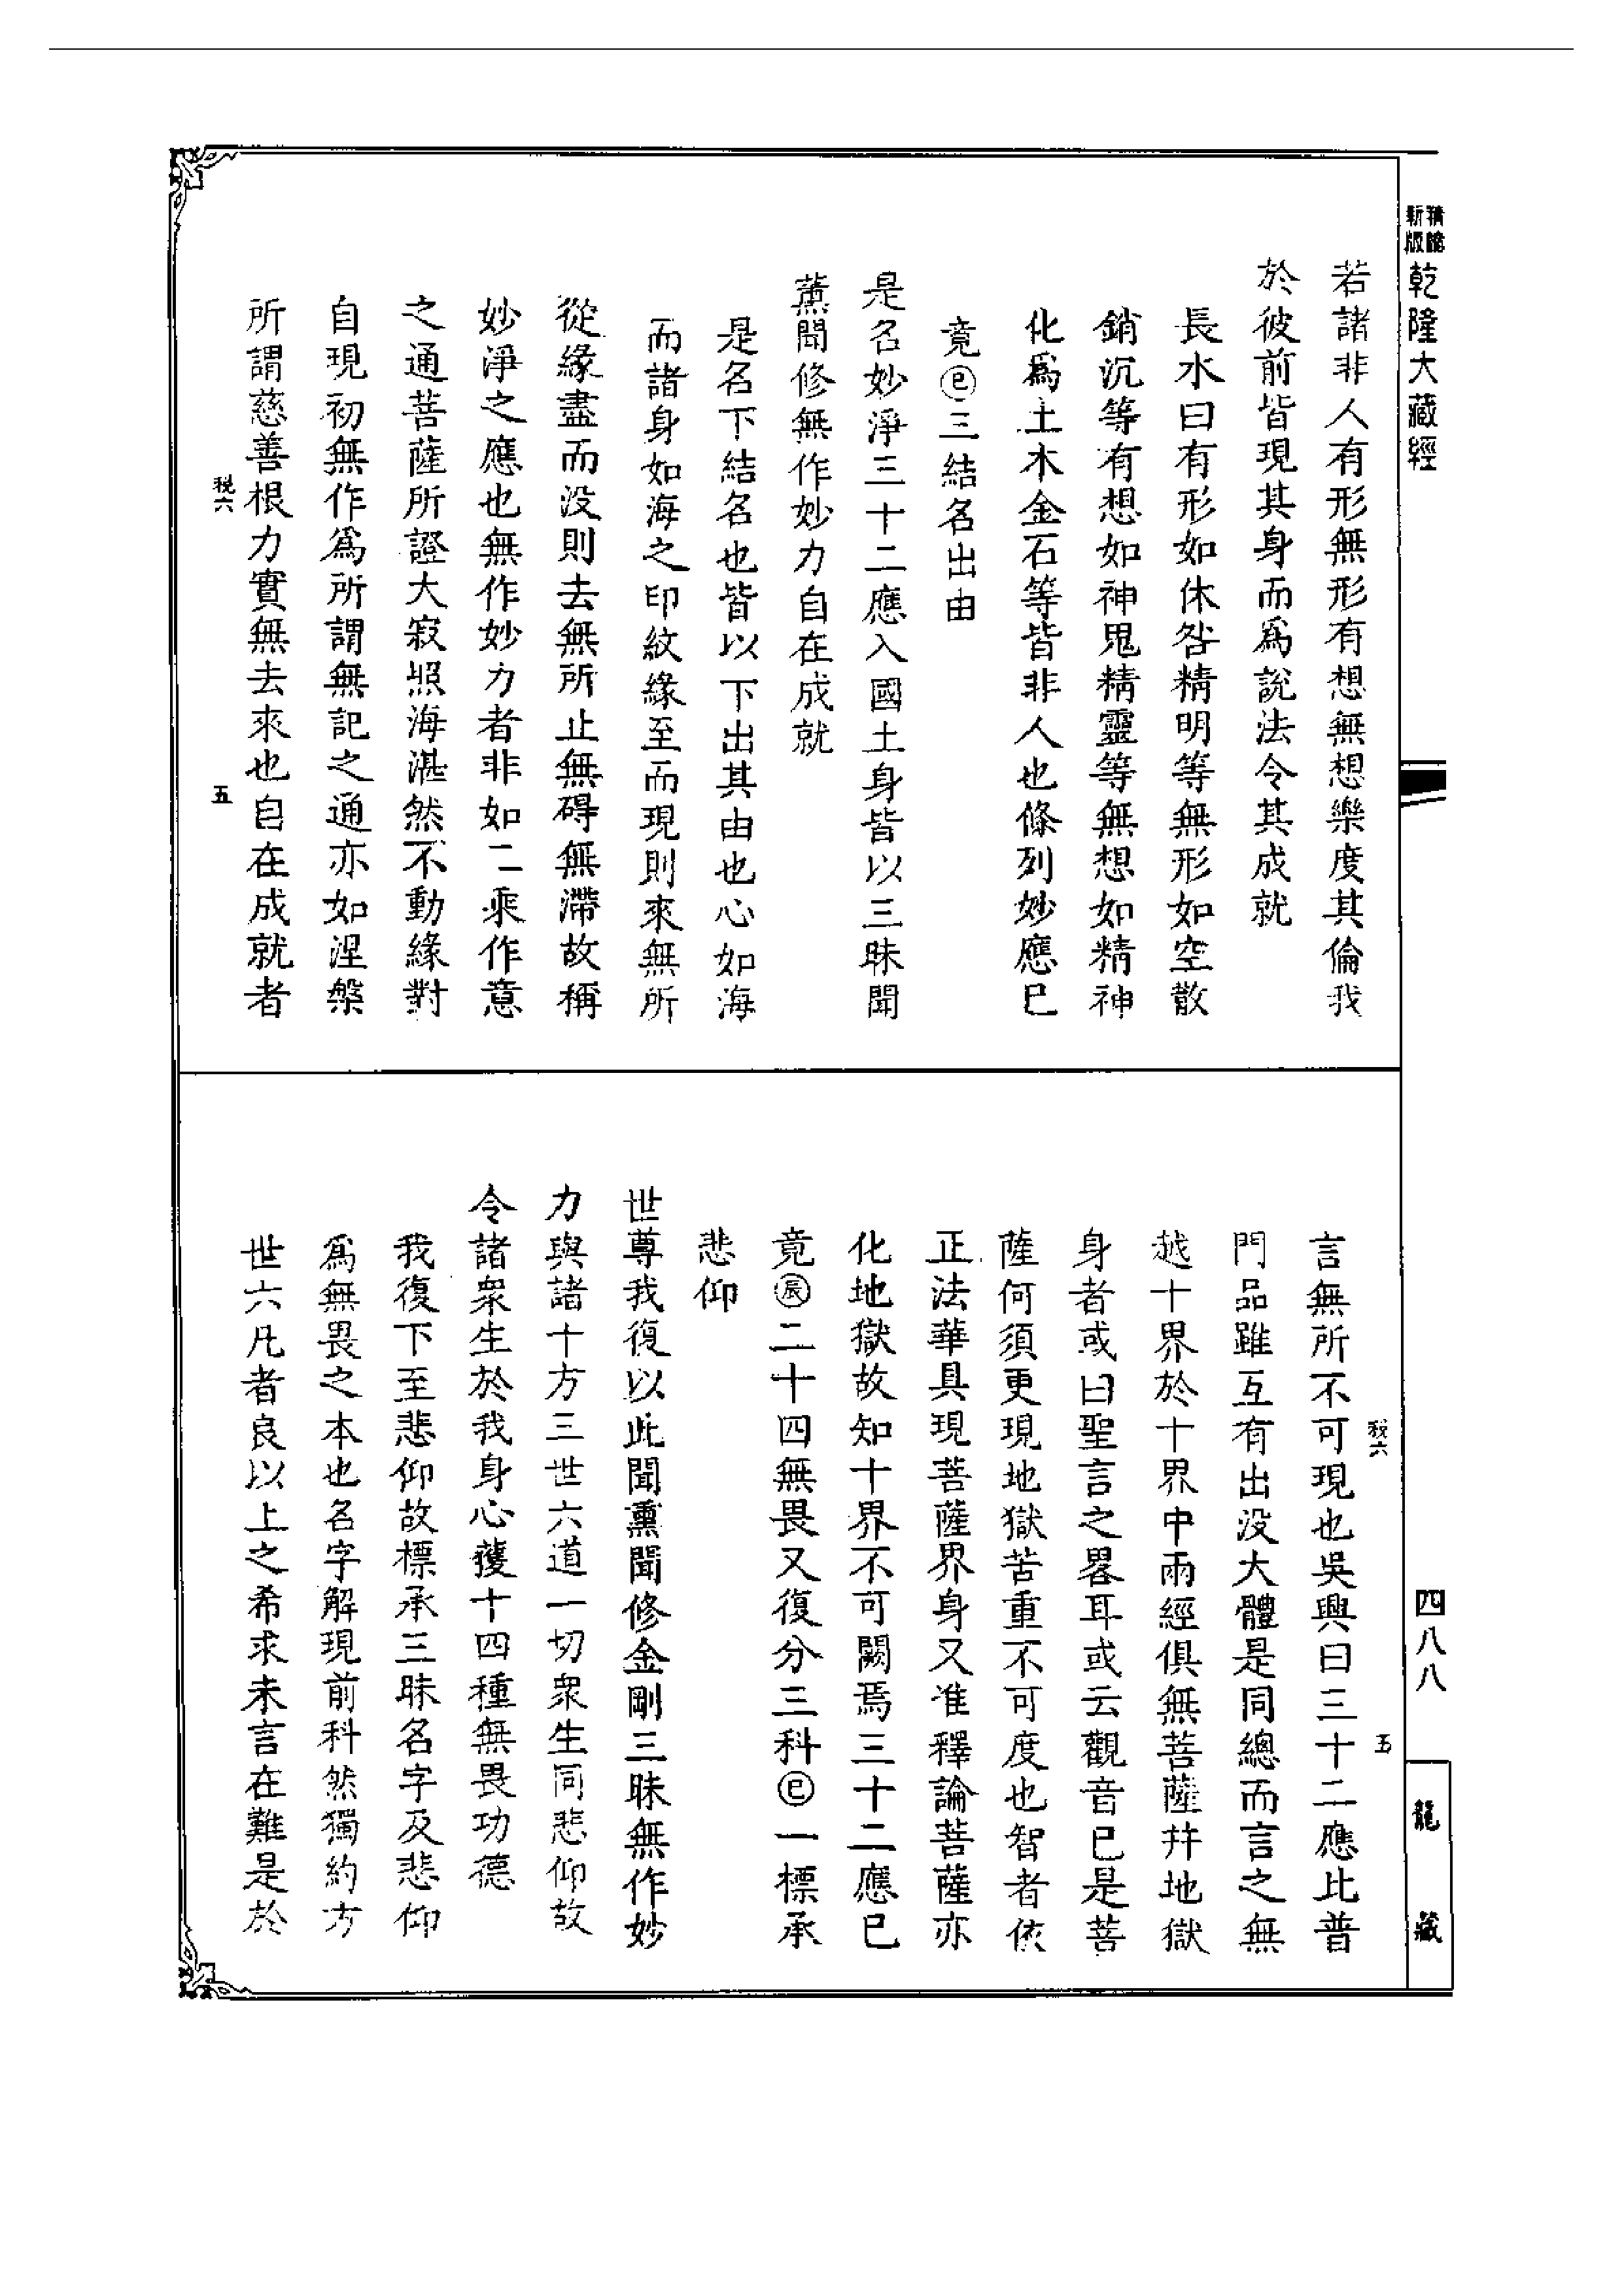 精縮新版
乾隆大藏經
若諸非人有形無形有想無想樂度其倫我
於彼前皆現其身而爲說法令其成就
長水曰有形如休咎精明等無形如空散
銷沉等有想如神鬼精靈等無想如精神
化爲土木金石等皆非人也條列妙應已
竟㊁三結名出由
是名妙淨三十二應入國土身皆以三昧聞
薰聞修無作妙力自在成就
是名下結名也皆以下出其由也心如海
而諸身如海之印紋緣至而現則來無所
從緣盡而没則去無所止無碍無滯故稱
妙淨之應也無作妙力者非如二乘作意
之通菩薩所證大寂照海湛然不動緣對
自現初無作爲所謂無記之通亦如涅槃
所謂慈善根力實無去來也自在成就者
稅六
五
稅六
五
言無所不可現也吳興曰三十二應比普
門品雖互有出没大體是同總而言之無
越十界於十界中兩經俱無菩薩并地獄
身者或曰聖言之畧耳或云觀音已是菩
薩何須更現地獄苦重不可度也智者依
正法華具現菩薩界身又准釋論菩薩亦
化地獄故知十界不可闕焉三十二應已
竟辰二十四無畏又復分三科巳一標承
悲仰
世尊我復以此聞薰聞修金剛三昧無作妙
力與諸十方三世六道一切衆生同悲仰故
令諸衆生於我身心獲十四種無畏功德
我復下至悲仰故標承三昧名字及悲仰
爲無畏之本也名字解現前科然獨約方
世六凡者良以上之希求未言在難是於
四八八
龍藏